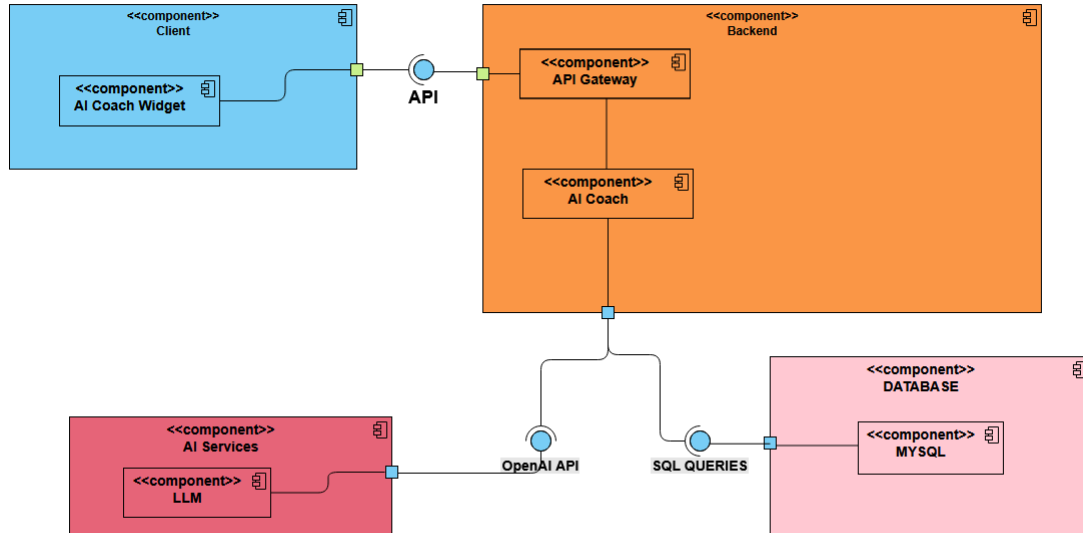 <<component>>
Client
<<component>>
AI Coach Widget
API
<<component>>
Backend
<<component>>
API Gateway
<<component>>
AI Coach
<<component>>
AI Services
<<component>>
LLM
OpenAI API
SQL QUERIES
<<component>>
DATABASE
<<component>>
MYSQL